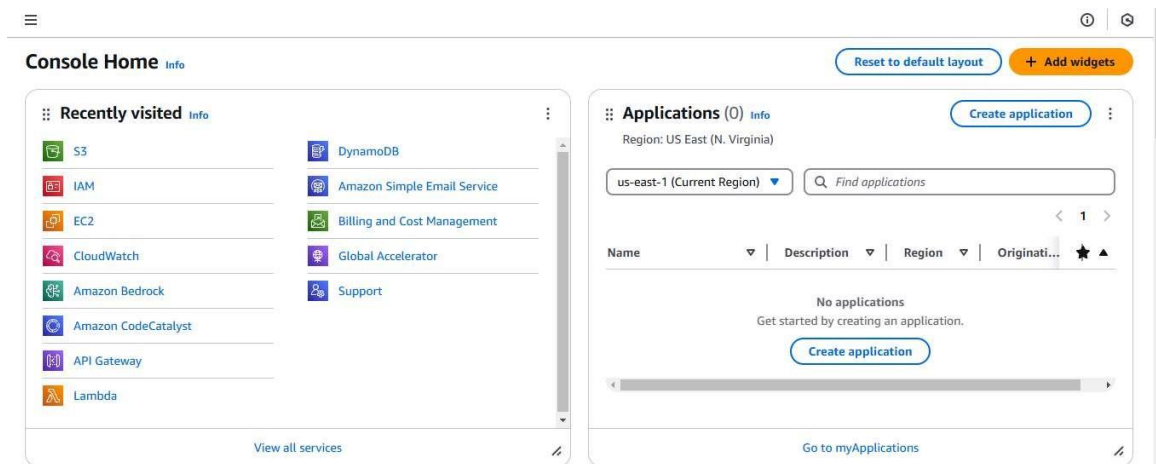 Console Home Info
Reset to default layout
+ Add widgets
Recently visited Info
S3
IAM
EC2
CloudWatch
Amazon Bedrock
Amazon CodeCatalyst
API Gateway
Lambda
DynamoDB
Amazon Simple Email Service
Billing and Cost Management
Global Accelerator
Support
View all services
Applications (0) Info
Create application
Region: US East (N. Virginia)
us-east-1 (Current Region)
Find applications
1
Name Description Region Originati...
No applications
Get started by creating an application.
Create application
Go to myApplications